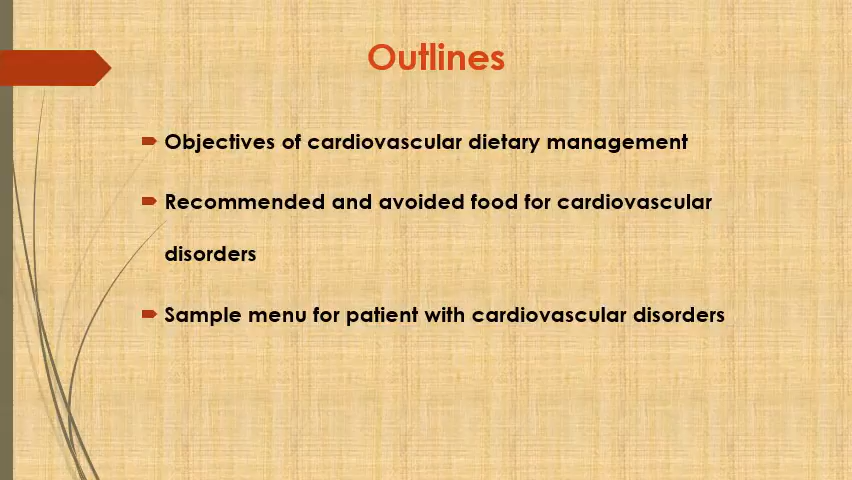 Outlines
Objectives of cardiovascular dietary management
Recommended and avoided food for cardiovascular
disorders
Sample menu for patient with cardiovascular disorders